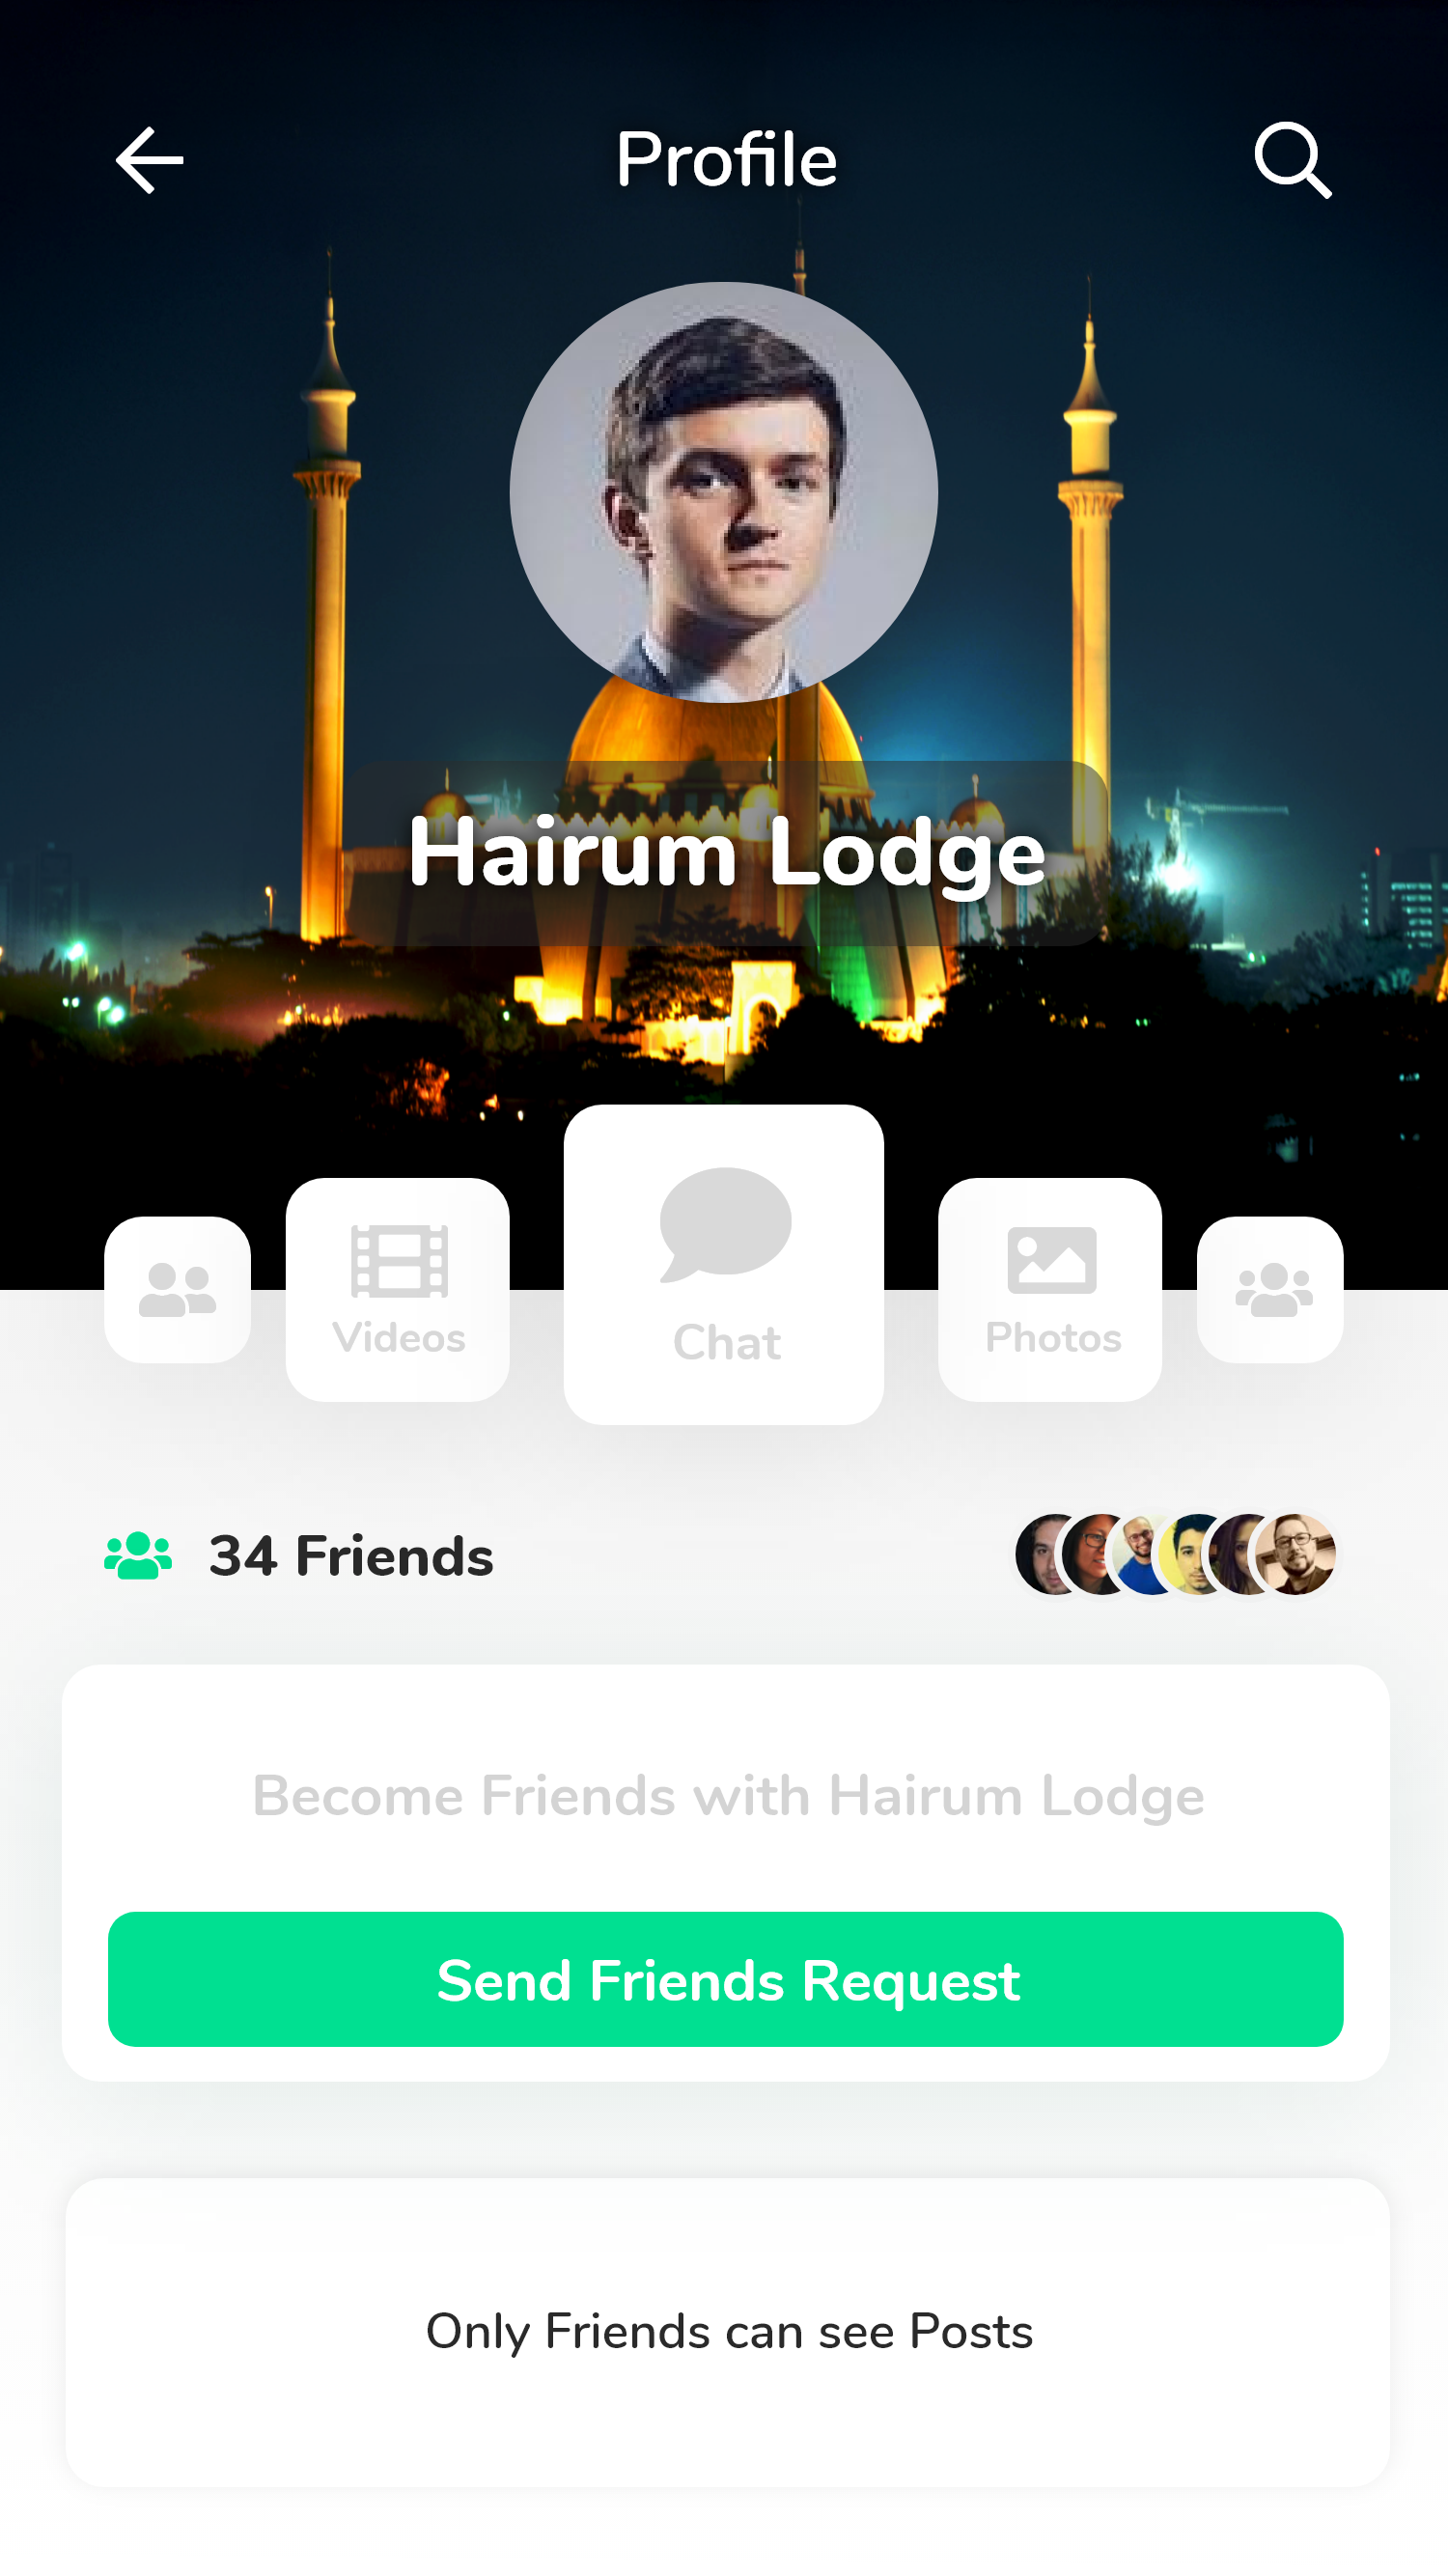 Profile
Hairum Lodge
Videos
Chat
Photos
34 Friends
Become Friends with Hairum Lodge
Send Friends Request
Only Friends can see Posts